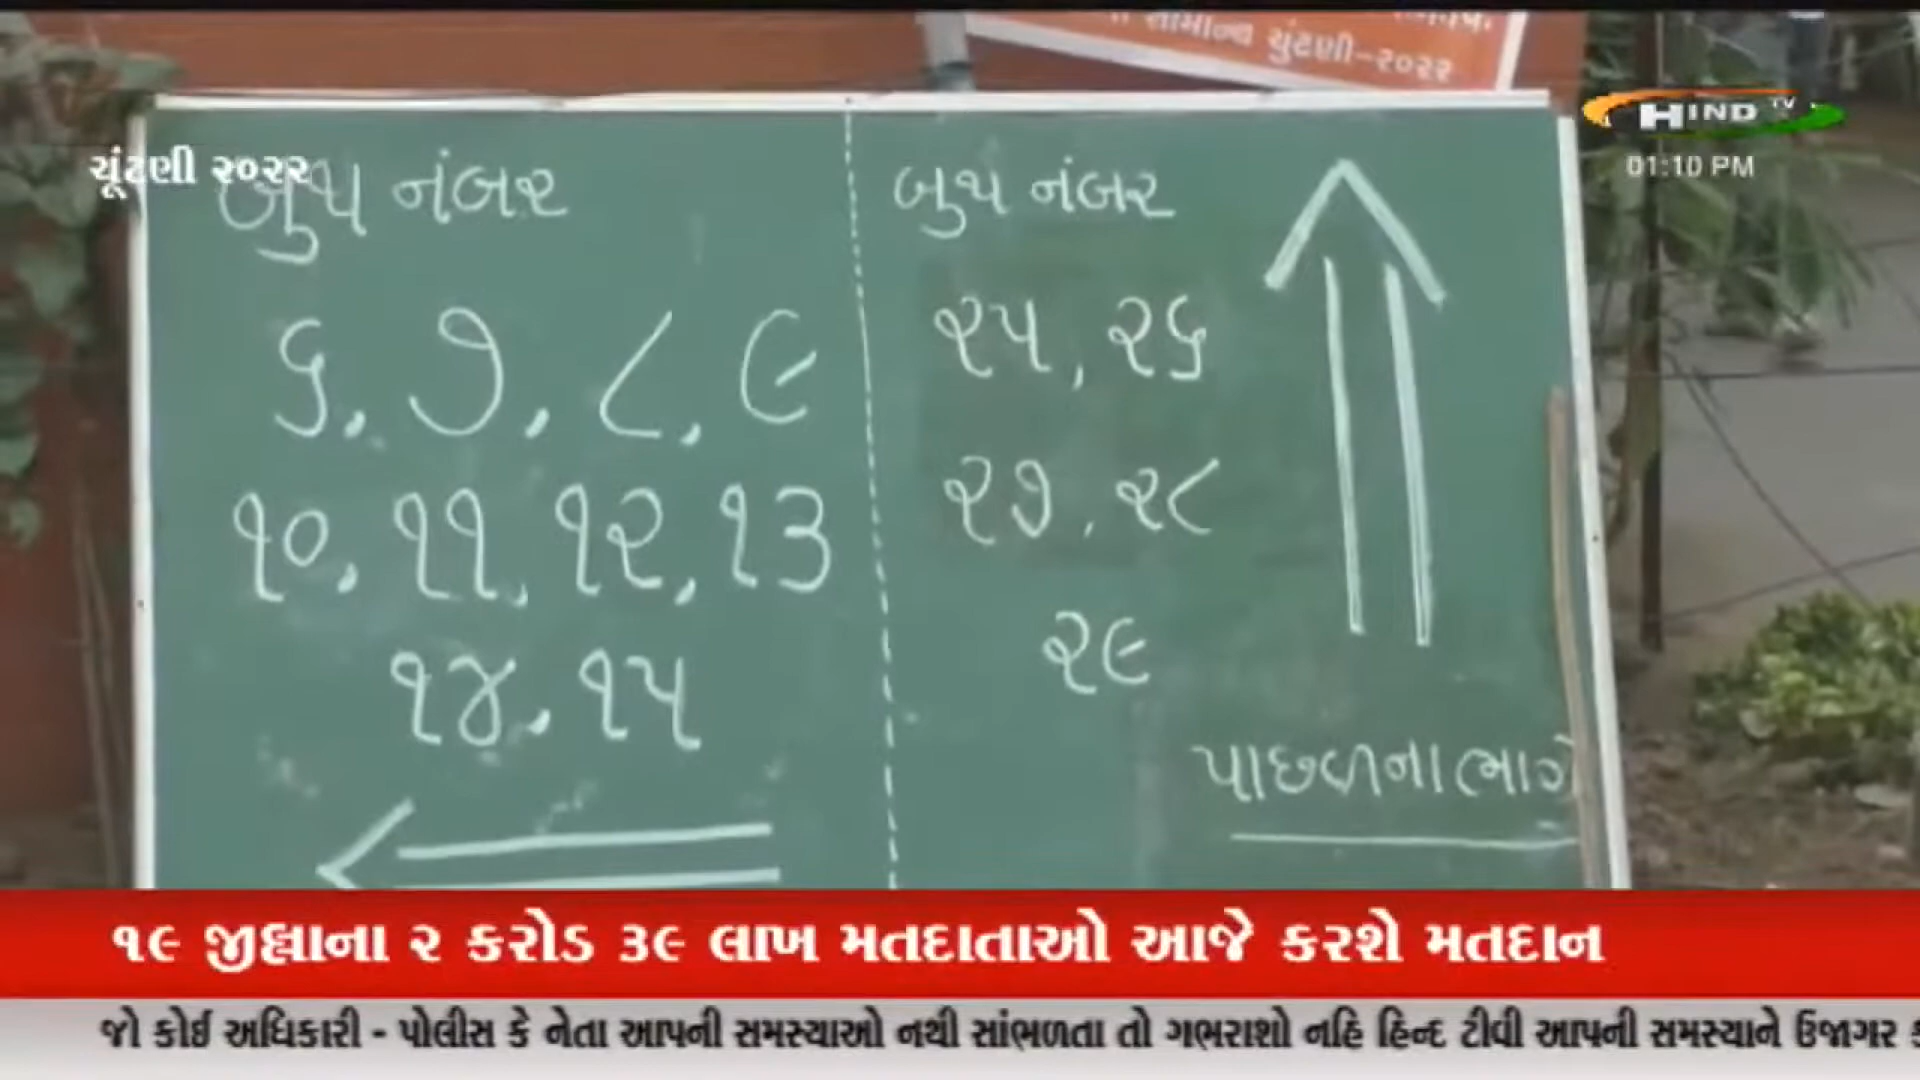 સામાન્ય ચુંટણી-૨૦૨૨
HIND TV
01:10 PM
ચૂંટણી ૨૦૨૨
બુથ નંબર
૬, ૭, ૮, ૯
૧૦, ૧૧, ૧૨, ૧૩
૧૪, ૧૫
બુથ નંબર
૨૫, ૨૬
૨૭, ૨૮
૨૯
પાછળના ભાગે
૧૯ જીલ્લાના ૨ કરોડ ૩૯ લાખ મતદાતાઓ આજે કરશે મતદાન
જો કોઈ અધિકારી - પોલીસ કે નેતા આપની સમસ્યાઓ નથી સાંભળતા તો ગભરાશો નહિ હિન્દ ટીવી આપની સમસ્યાને ઉજાગર